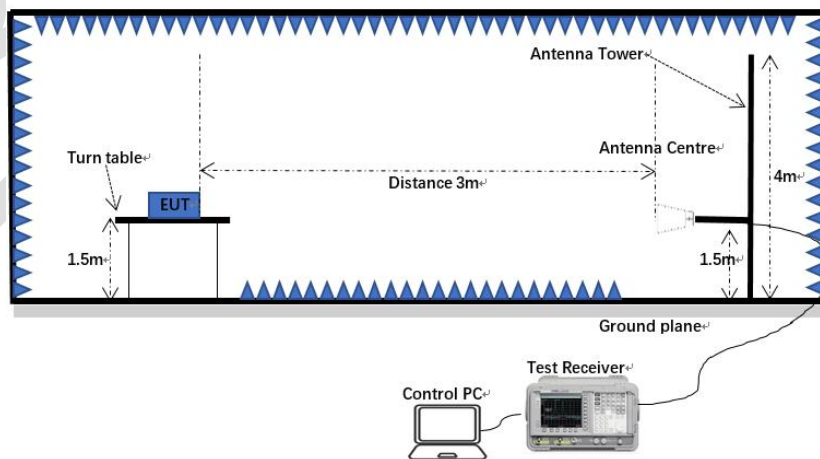 Antenna Tower
Turn table
Antenna Centre
Distance 3m
4m
EUT
1.5m
1.5m
Ground plane
Test Receiver
Control PC